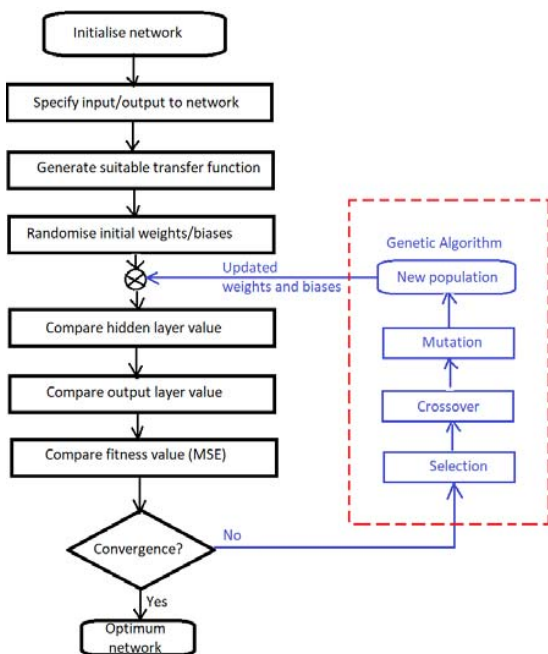 Initialise network
Specify input/output to network
Generate suitable transfer function
Randomise initial weights/biases
Updated
weights and biases
Compare hidden layer value
Compare output layer value
Compare fitness value (MSE)
Convergence?
No
Yes
Optimum
network
Genetic Algorithm
New population
Mutation
Crossover
Selection